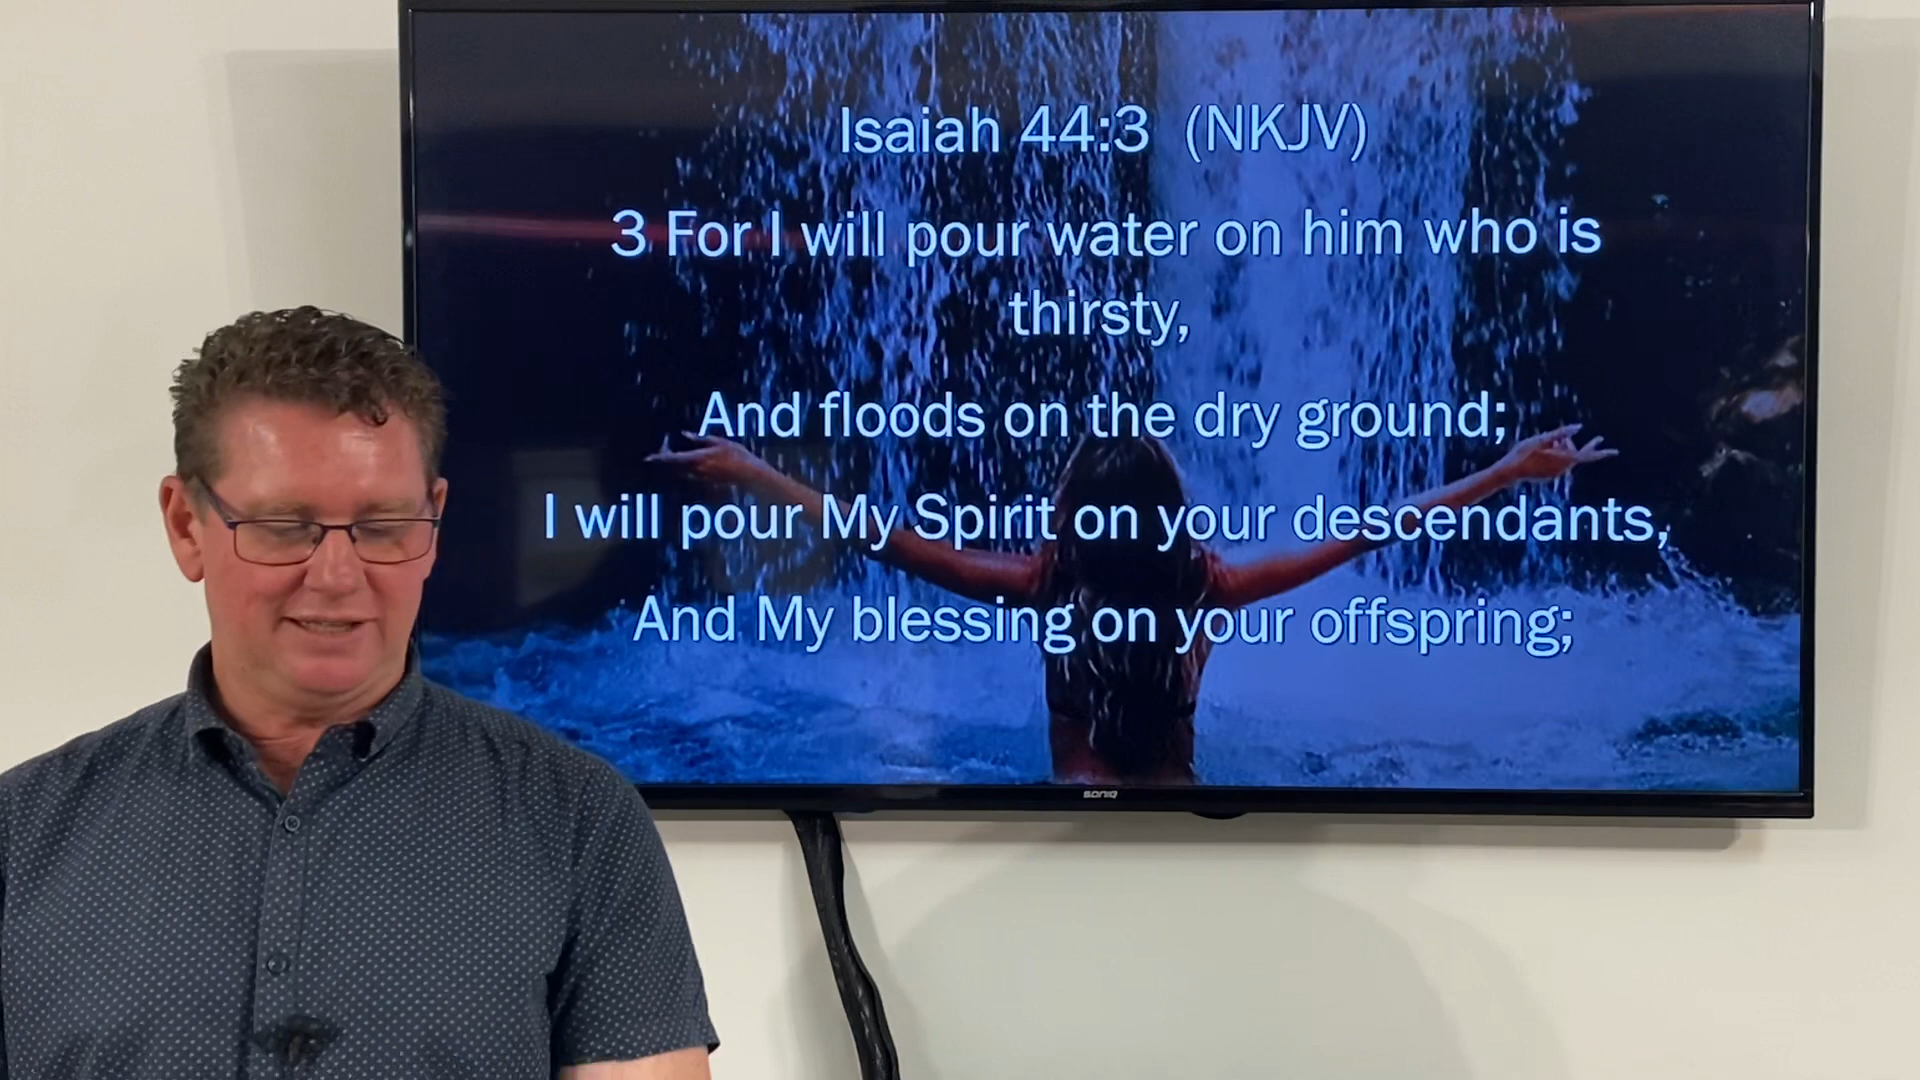 Isaiah 44:3 (NKJV)
3 For I will pour water on him who is
thirsty,
And floods on the dry ground;
I will pour My Spirit on your descendants,
And My blessing on your offspring;
soniq